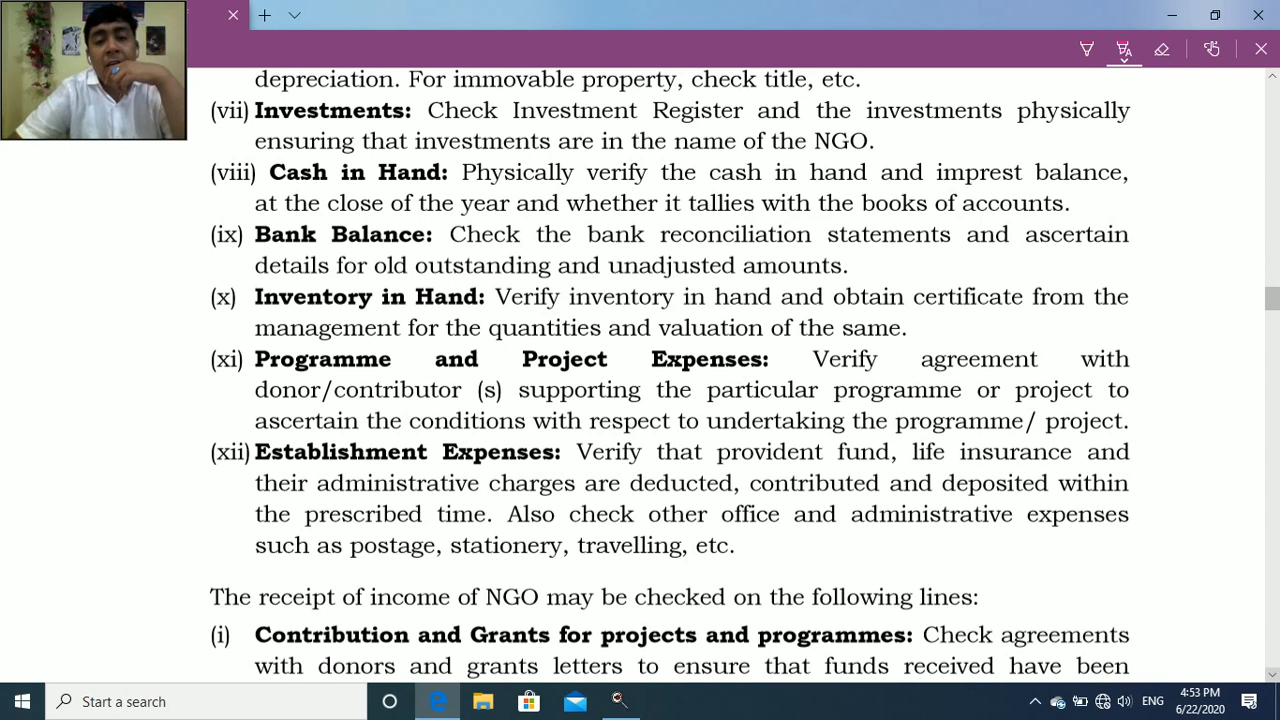 depreciation. For immovable property, check title, etc.
(vii) Investments: Check Investment Register and the investments physically
ensuring that investments are in the name of the NGO.
(viii) Cash in Hand: Physically verify the cash in hand and imprest balance,
at the close of the year and whether it tallies with the books of accounts.
(ix) Bank Balance: Check the bank reconciliation statements and ascertain
details for old outstanding and unadjusted amounts.
(x) Inventory in Hand: Verify inventory in hand and obtain certificate from the
management for the quantities and valuation of the same.
(xi) Programme and Project Expenses: Verify agreement with
donor/contributor (s) supporting the particular programme or project to
ascertain the conditions with respect to undertaking the programme/ project.
(xii) Establishment Expenses: Verify that provident fund, life insurance and
their administrative charges are deducted, contributed and deposited within
the prescribed time. Also check other office and administrative expenses
such as postage, stationery, travelling, etc.
The receipt of income of NGO may be checked on the following lines:
(i) Contribution and Grants for projects and programmes: Check agreements
with donors and grants letters to ensure that funds received have been
Start a search
ENG
4:53 PM
6/22/2020